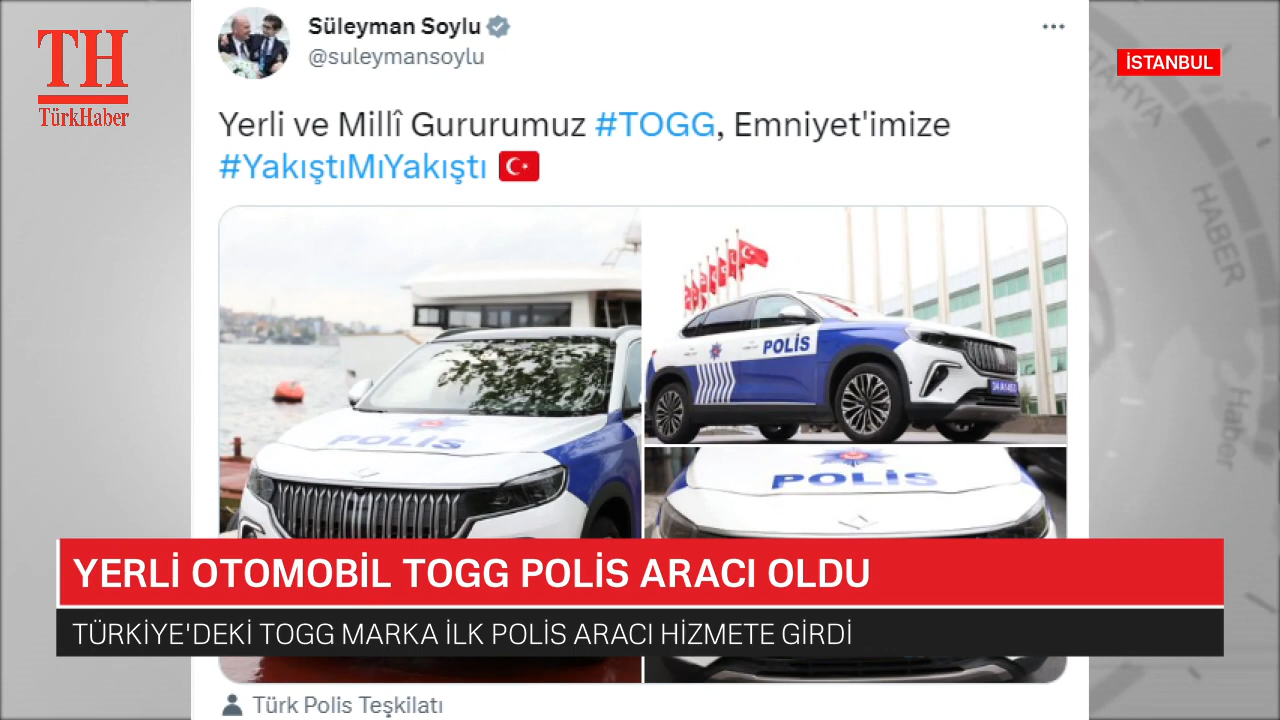 TH
TürkHaber
Süleyman Soylu
@suleymansoylu
İSTANBUL
Yerli ve Millî Gururumuz #TOGG, Emniyet'imize
#YakıştıMıYakıştı
HABER
Haber
POLİS
POLİS
POLİS
YERLİ OTOMOBİL TOGG POLİS ARACI OLDU
TÜRKİYE'DEKİ TOGG MARKA İLK POLİS ARACI HİZMETE GİRDİ
Türk Polis Teşkilatı